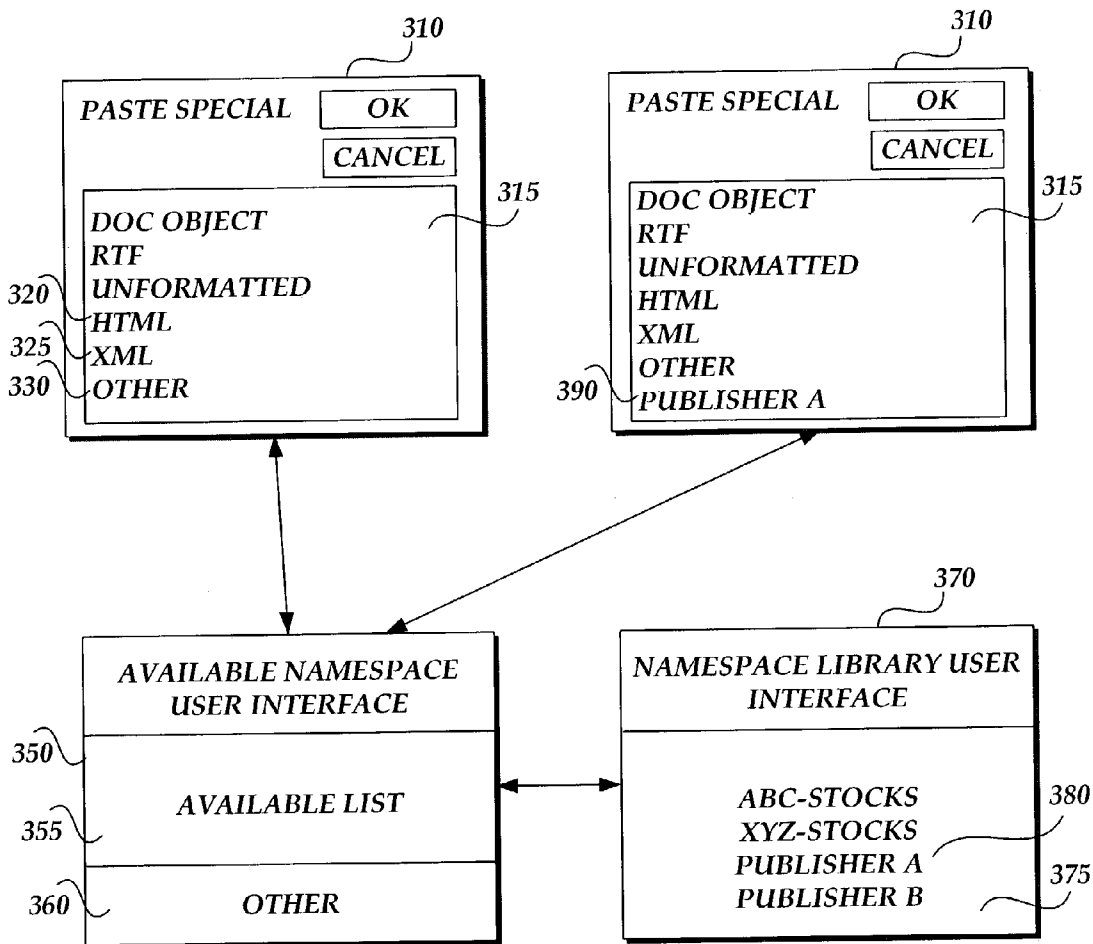 310
PASTE SPECIAL OK
CANCEL
315
DOC OBJECT
RTF
UNFORMATTED
320
HTML
325
XML
330
OTHER
310
PASTE SPECIAL OK
CANCEL
315
DOC OBJECT
RTF
UNFORMATTED
HTML
XML
OTHER
390
PUBLISHER A
AVAILABLE NAMESPACE
USER INTERFACE
350
AVAILABLE LIST
355
360
OTHER
370
NAMESPACE LIBRARY USER
INTERFACE
ABC-STOCKS
380
XYZ-STOCKS
PUBLISHER A
375
PUBLISHER B